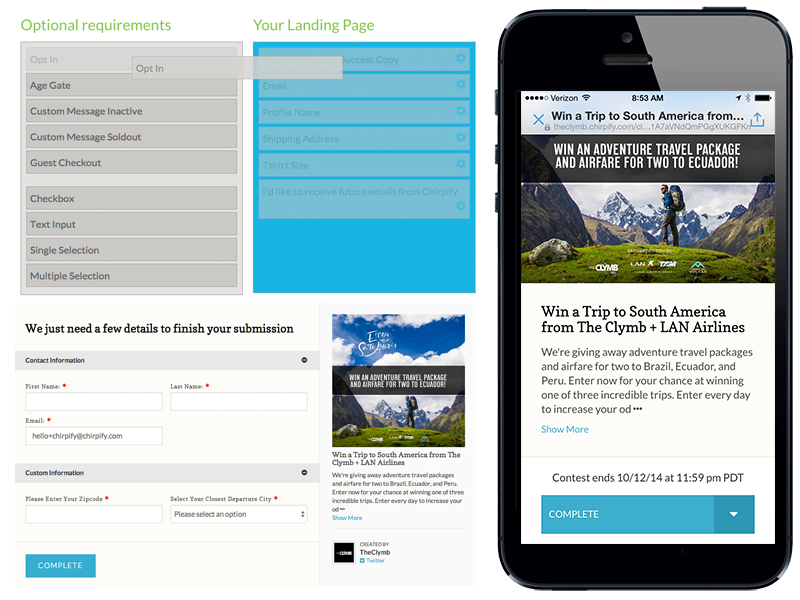 Optional requirements
Opt In
Opt In
Age Gate
Custom Message Inactive
Custom Message Soldout
Guest Checkout
Checkbox
Text Input
Single Selection
Multiple Selection
Your Landing Page
Success Copy
Email
Profile Name
Shipping Address
Tshirt Size
I'd like to receive future emails from Chirpify.
We just need a few details to finish your submission
Contact Information
First Name: *
Last Name: *
Email: *
hello+chirpify@chirpify.com
Custom Information
Please Enter Your Zipcode *
Select Your Closest Departure City *
Please select an option
COMPLETE
Escape
South America
WIN AN ADVENTURE TRAVEL PACKAGE
AND AIRFARE FOR TWO TO ECUADOR!
Win a Trip to South America from The
Clymb + LAN Airlines
We're giving away adventure travel packages
and airfare for two to Brazil, Ecuador, and Peru.
Enter now for your chance at winning one of three
incredible trips. Enter every day to increase your
od •••
Show More
CREATED BY
TheClymb
Twitter
Verizon 8:53 AM
Win a Trip to South America from...
theclymb.chirpify.com/cl...1A7aVNdQmPGgXUKGFKn
WIN AN ADVENTURE TRAVEL PACKAGE
AND AIRFARE FOR TWO TO ECUADOR!
THE CLYMB LAN TAM
Win a Trip to South America
from The Clymb + LAN Airlines
We're giving away adventure travel packages
and airfare for two to Brazil, Ecuador, and
Peru. Enter now for your chance at winning
one of three incredible trips. Enter every day
to increase your od •••
Show More
Contest ends 10/12/14 at 11:59 pm PDT
COMPLETE